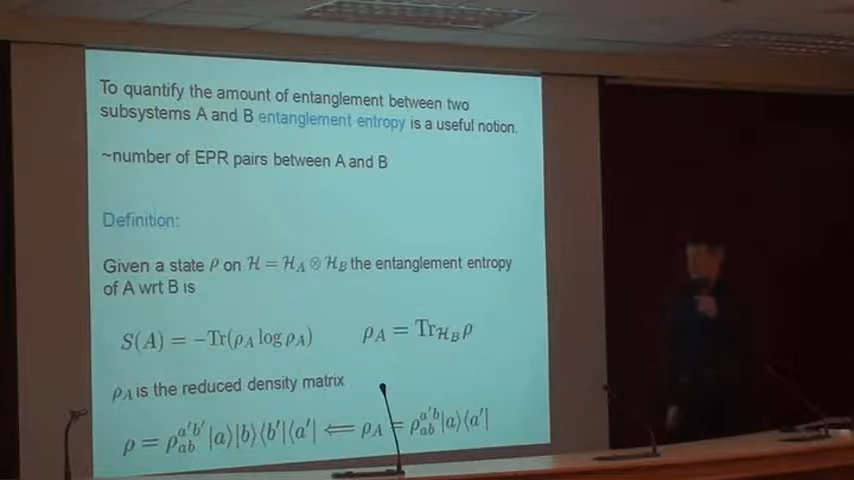 To quantify the amount of entanglement between two
subsystems A and B entanglement entropy is a useful notion.
~number of EPR pairs between A and B
Definition:
Given a state ρ on ℋ = ℋ_A ⊗ ℋ_B the entanglement entropy
of A wrt B is
S(A) = −Tr(ρ_A log ρ_A)    ρ_A = Tr_{ℋ_B} ρ
ρ_A is the reduced density matrix
ρ = ρ_{ab}^{a'b'} |a⟩|b⟩⟨b'|⟨a'| ⟸ ρ_A = ρ_{ab}^{a'b} |a⟩⟨a'|